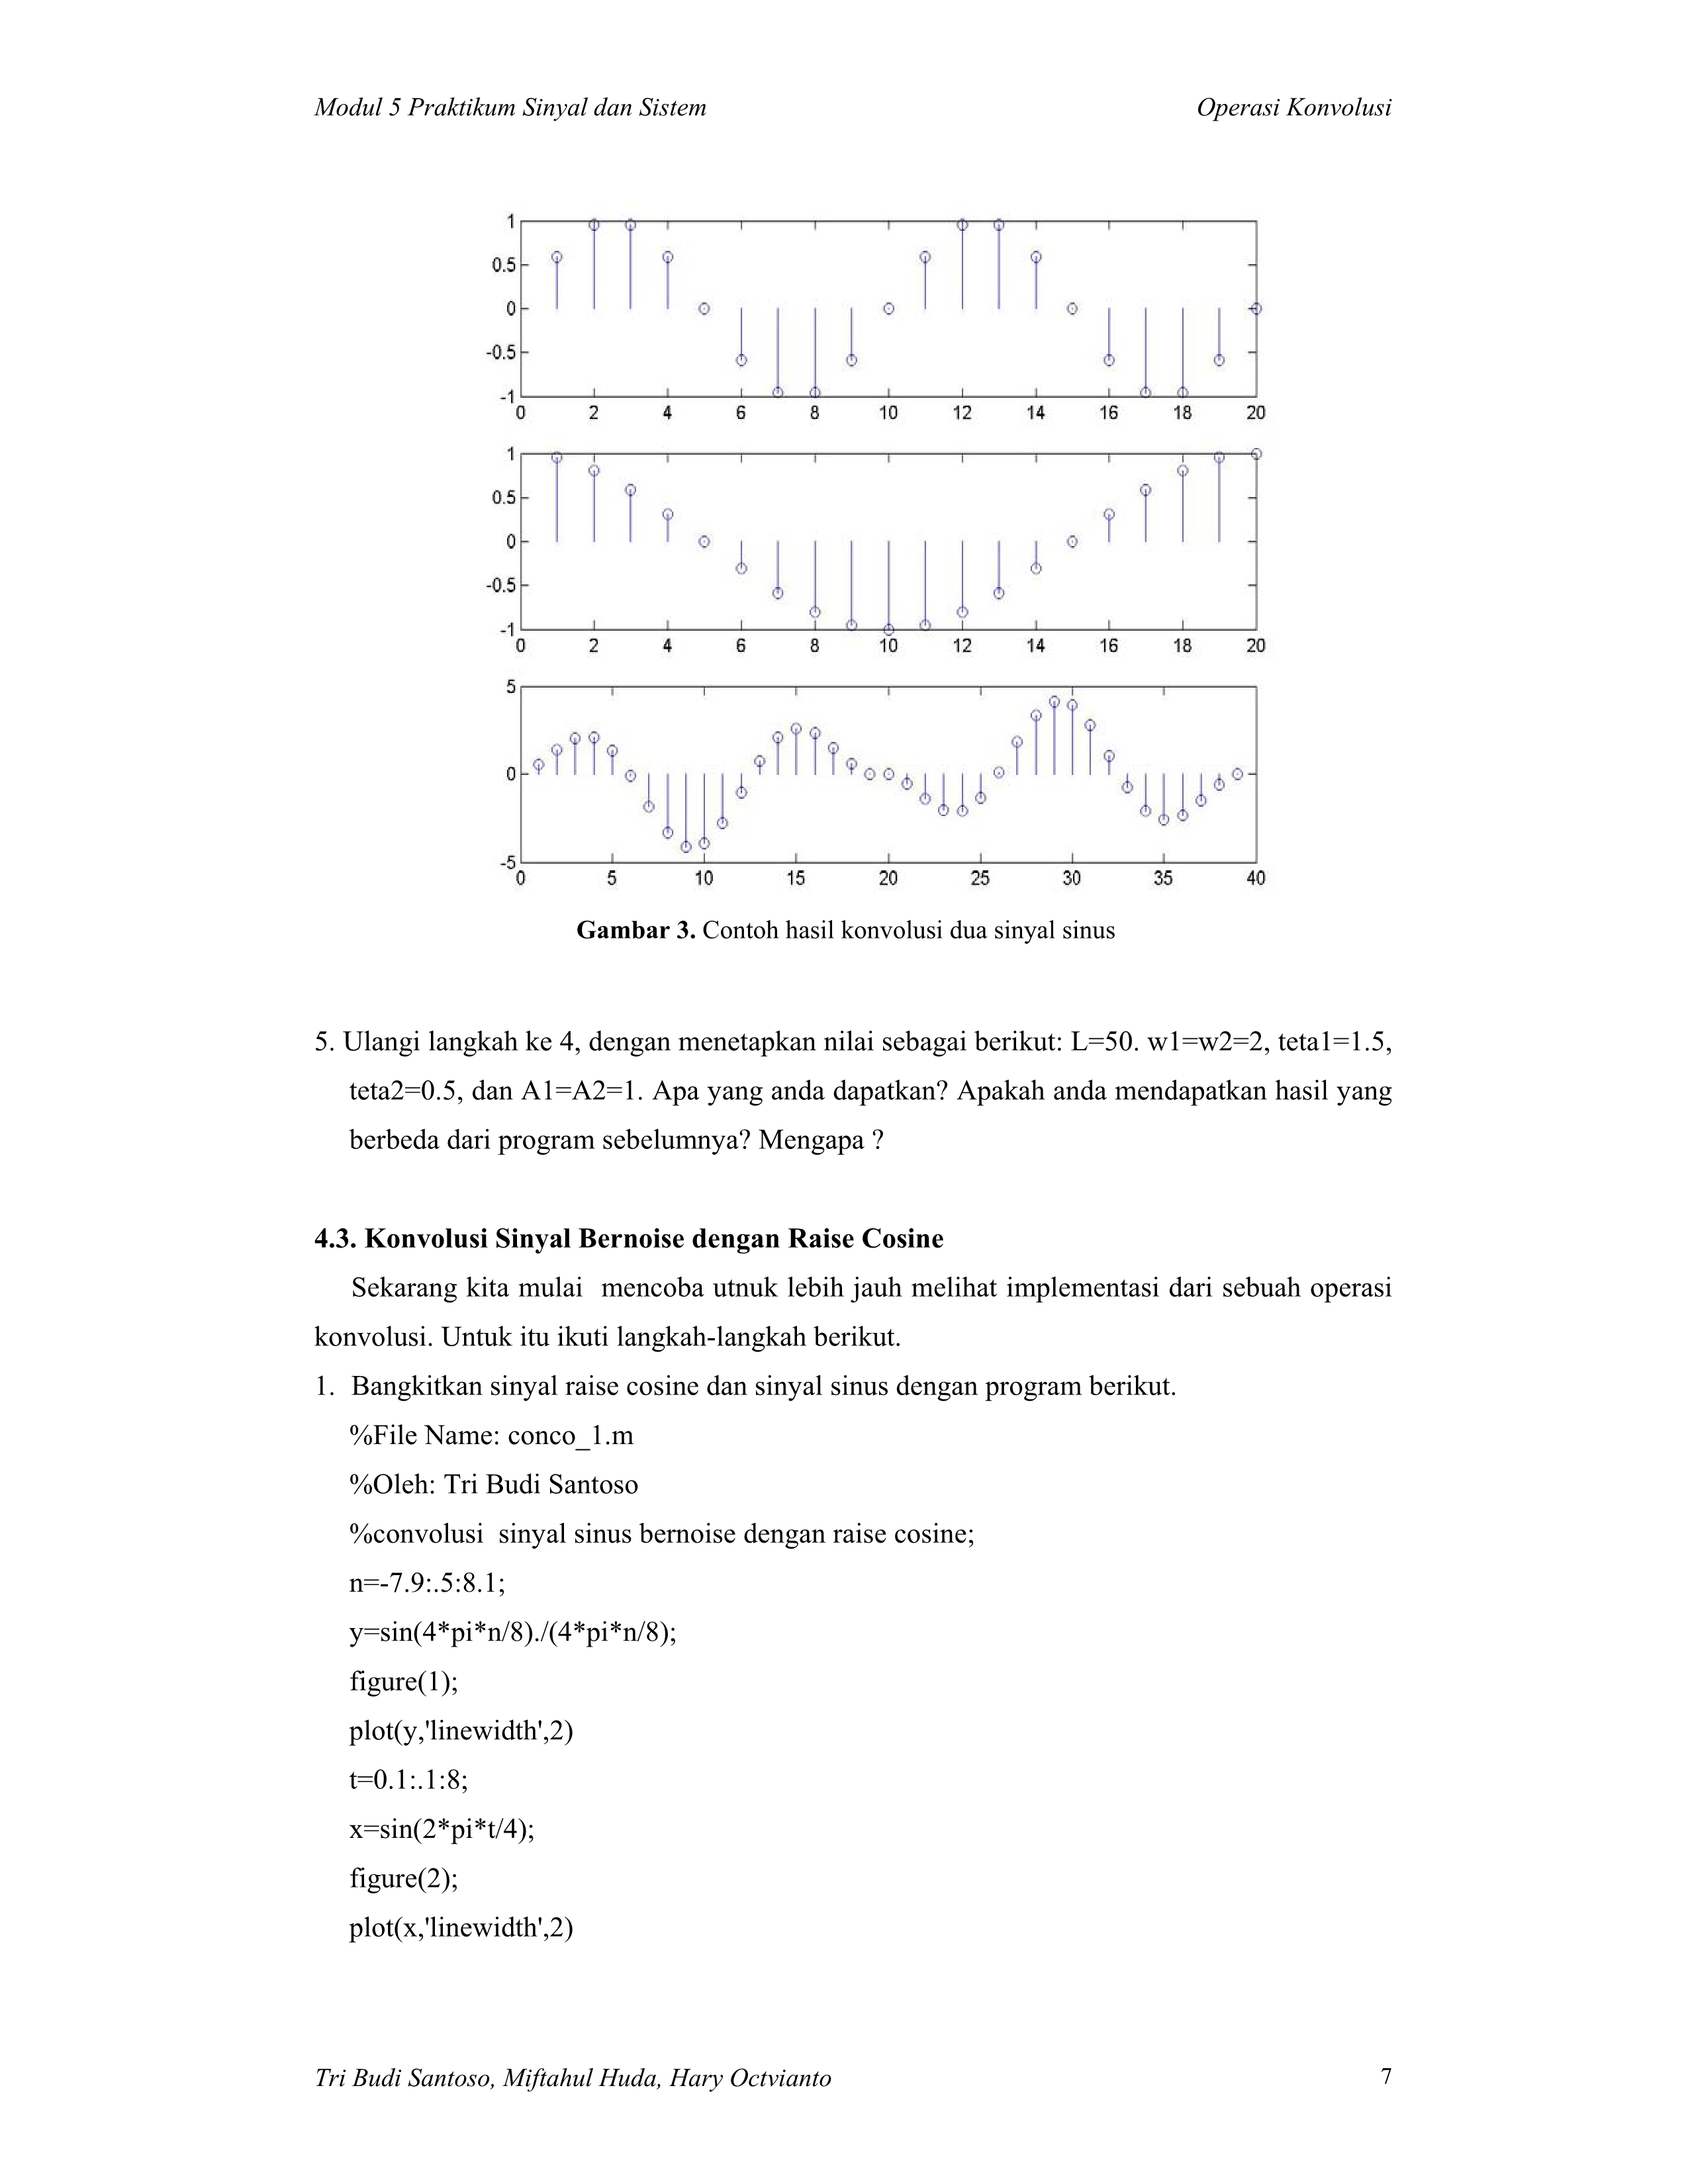 Modul 5 Praktikum Sinyal dan Sistem Operasi Konvolusi
1
0.5
0
-0.5
-1
0 2 4 6 8 10 12 14 16 18 20
1
0.5
0
-0.5
-1
0 2 4 6 8 10 12 14 16 18 20
5
0
-5
0 5 10 15 20 25 30 35 40
Gambar 3. Contoh hasil konvolusi dua sinyal sinus
5. Ulangi langkah ke 4, dengan menetapkan nilai sebagai berikut: L=50. w1=w2=2, teta1=1.5,
teta2=0.5, dan A1=A2=1. Apa yang anda dapatkan? Apakah anda mendapatkan hasil yang
berbeda dari program sebelumnya? Mengapa ?
4.3. Konvolusi Sinyal Bernoise dengan Raise Cosine
Sekarang kita mulai  mencoba utnuk lebih jauh melihat implementasi dari sebuah operasi
konvolusi. Untuk itu ikuti langkah-langkah berikut.
1. Bangkitkan sinyal raise cosine dan sinyal sinus dengan program berikut.
%File Name: conco_1.m
%Oleh: Tri Budi Santoso
%convolusi  sinyal sinus bernoise dengan raise cosine;
n=-7.9:.5:8.1;
y=sin(4*pi*n/8)./(4*pi*n/8);
figure(1);
plot(y,'linewidth',2)
t=0.1:.1:8;
x=sin(2*pi*t/4);
figure(2);
plot(x,'linewidth',2)
Tri Budi Santoso, Miftahul Huda, Hary Octvianto 7